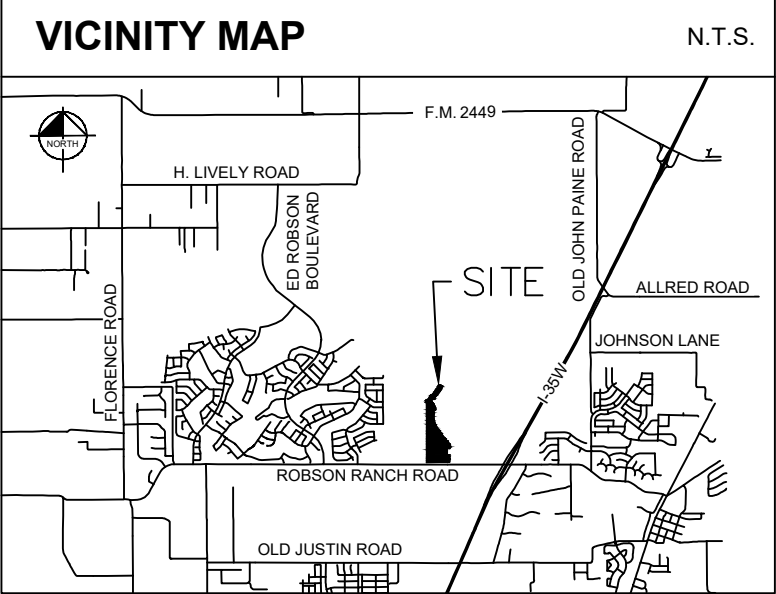 VICINITY MAP
N.T.S.
F.M. 2449
NORTH
H. LIVELY ROAD
ED ROBSON
BOULEVARD
OLD JOHN PAINE ROAD
SITE
ALLRED ROAD
FLORENCE ROAD
JOHNSON LANE
I-35W
ROBSON RANCH ROAD
OLD JUSTIN ROAD